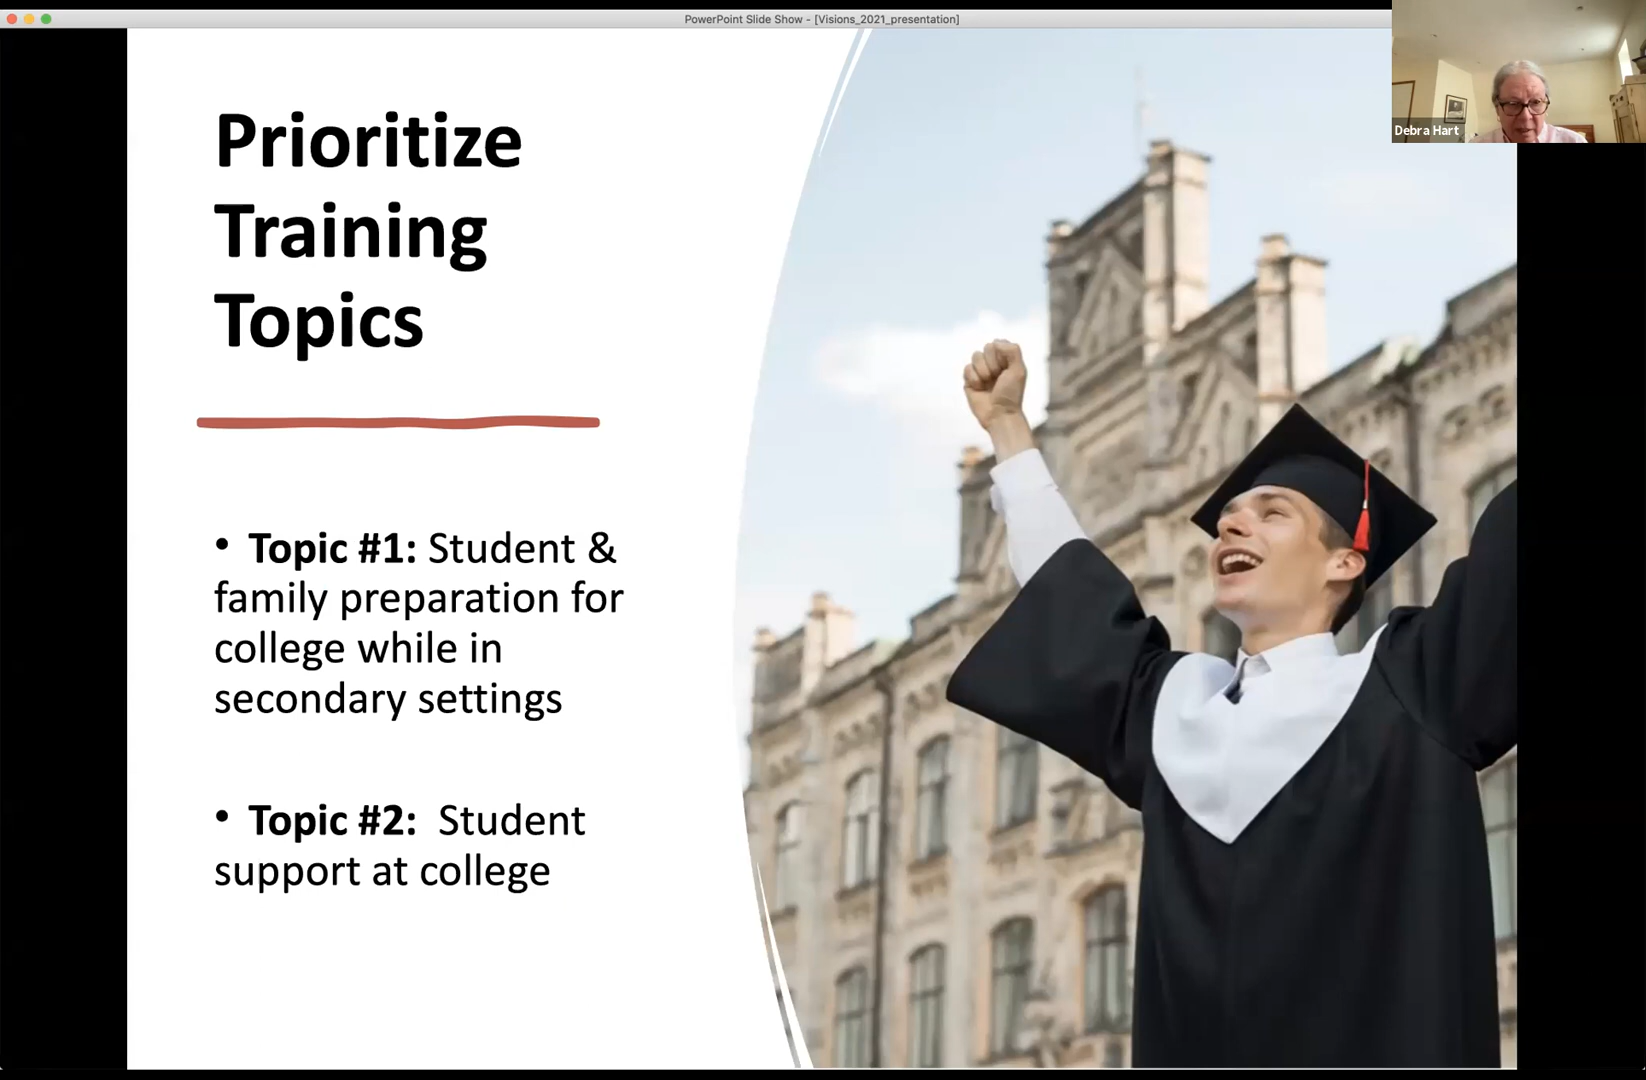 PowerPoint Slide Show - [Visions_2021_presentation]
Debra Hart
Prioritize
Training
Topics
• Topic #1: Student &
family preparation for
college while in
secondary settings
• Topic #2:  Student
support at college